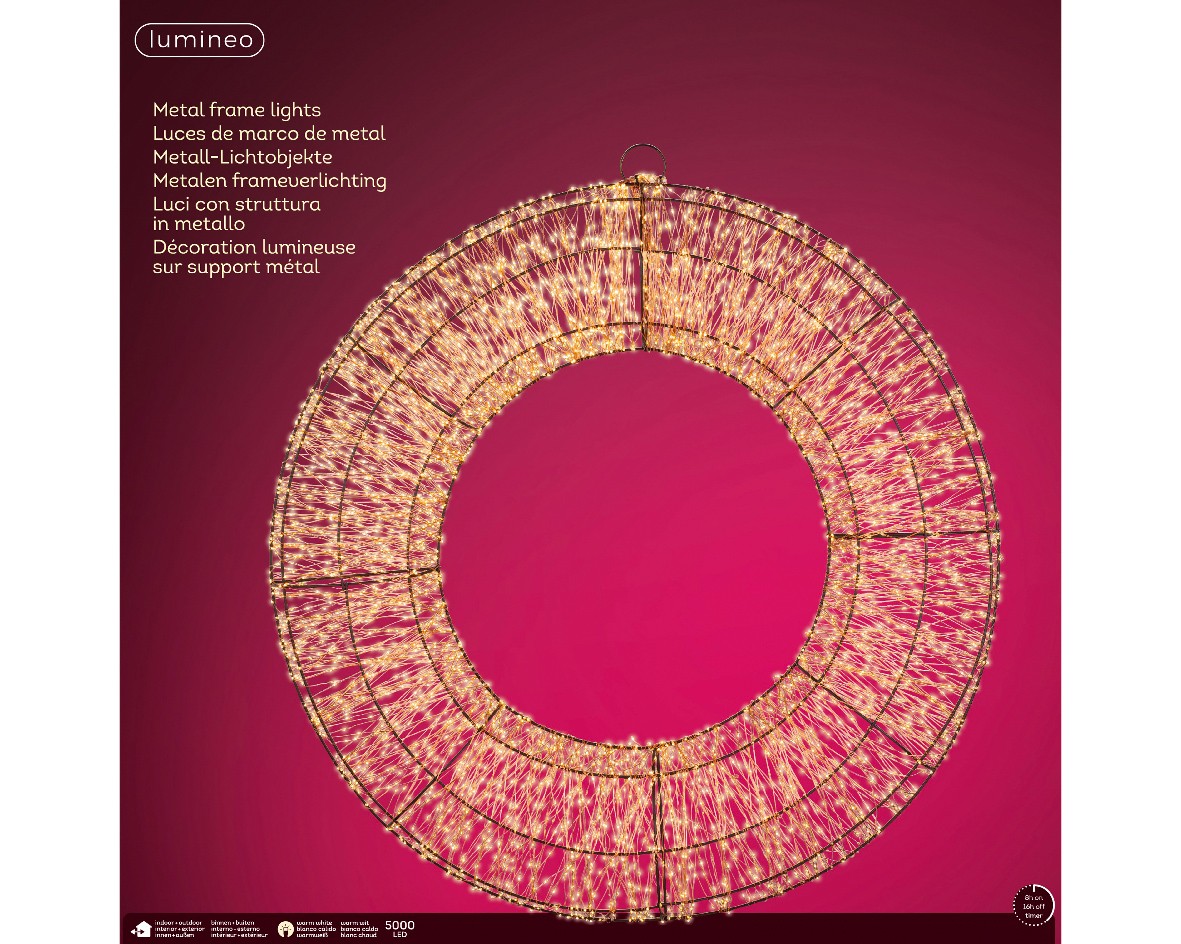 lumineo
Metal frame lights
Luces de marco de metal
Metall-Lichtobjekte
Metalen frameverlichting
Luci con struttura
in metallo
Décoration lumineuse
sur support métal
8h on
16h off
timer
indoor+outdoor
interior+exterior
innen+außen
binnen+buiten
interno-esterno
intérieur-extérieur
warm white
blanco calido
warmweiß
warm wit
bianco caldo
blanc chaud
5000
LED